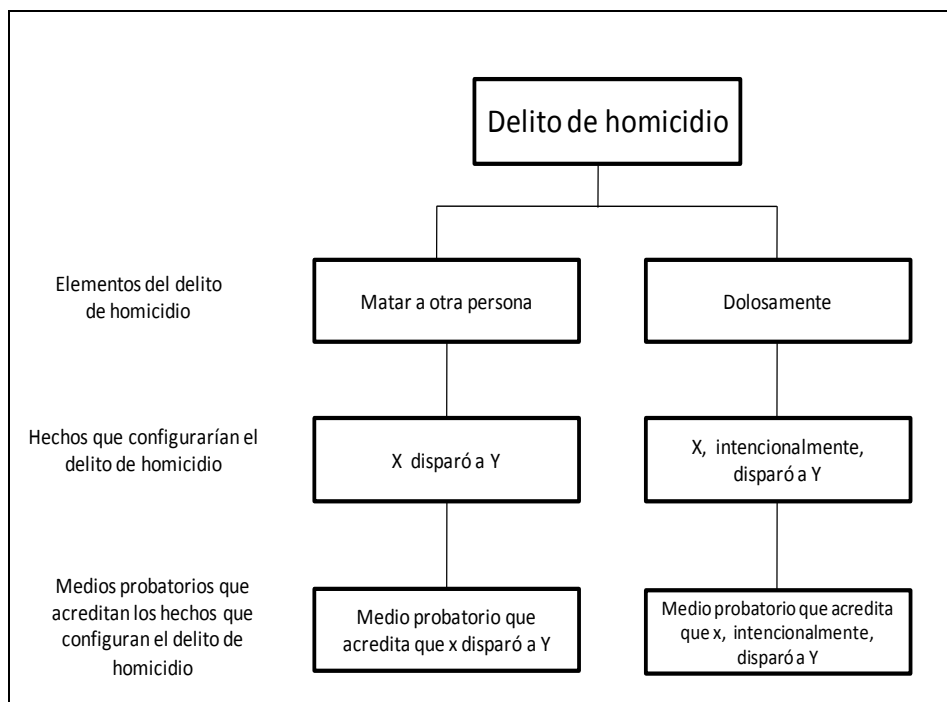 Delito de homicidio
Elementos del delito
de homicidio
Matar a otra persona
Dolosamente
Hechos que configurarían el
delito de homicidio
X disparó a Y
X, intencionalmente,
disparó a Y
Medios probatorios que
acreditan los hechos que
configuran el delito de
homicidio
Medio probatorio que
acredita que x disparó a Y
Medio probatorio que acredita
que x, intencionalmente,
disparó a Y